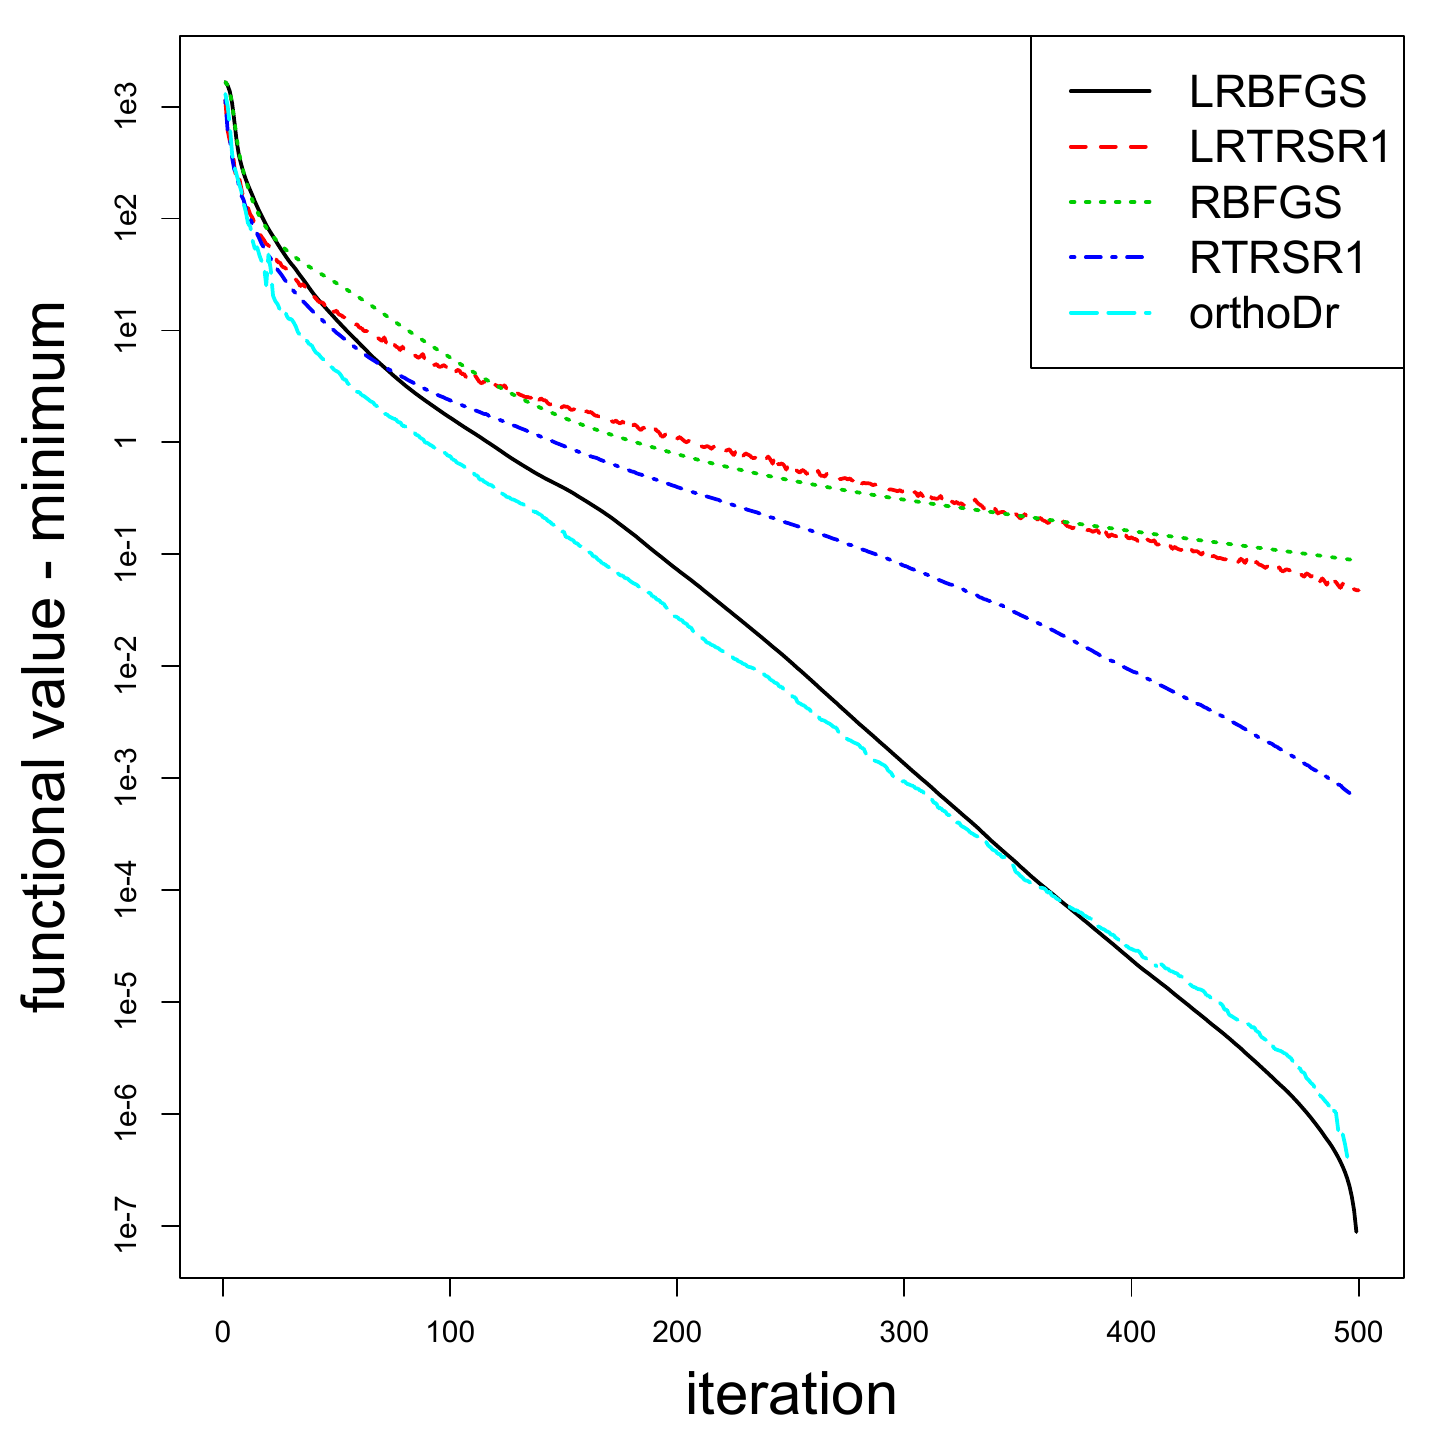 functional value - minimum
1e3
1e2
1e1
1
1e-1
1e-2
1e-3
1e-4
1e-5
1e-6
1e-7
LRBFGS
LRTRSR1
RBFGS
RTRSR1
orthoDr
0 100 200 300 400 500
iteration